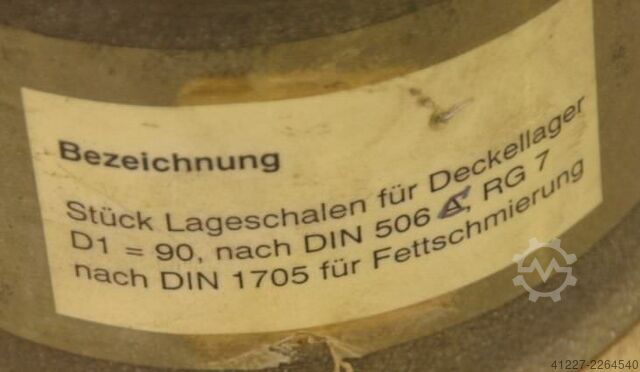 Bezeichnung
Stück Lageschalen für Deckellager
D1 = 90, nach DIN 506 , RG 7
nach DIN 1705 für Fettschmierung
41227-2264540